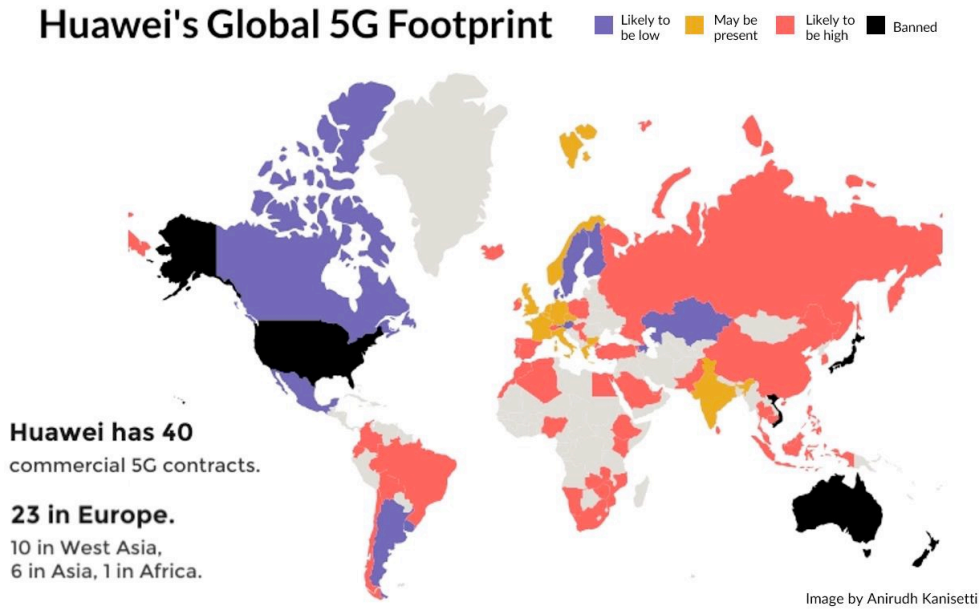 Huawei's Global 5G Footprint
Likely to
be low
May be
present
Likely to
be high
Banned
Huawei has 40
commercial 5G contracts.
23 in Europe.
10 in West Asia,
6 in Asia, 1 in Africa.
Image by Anirudh Kanisetti